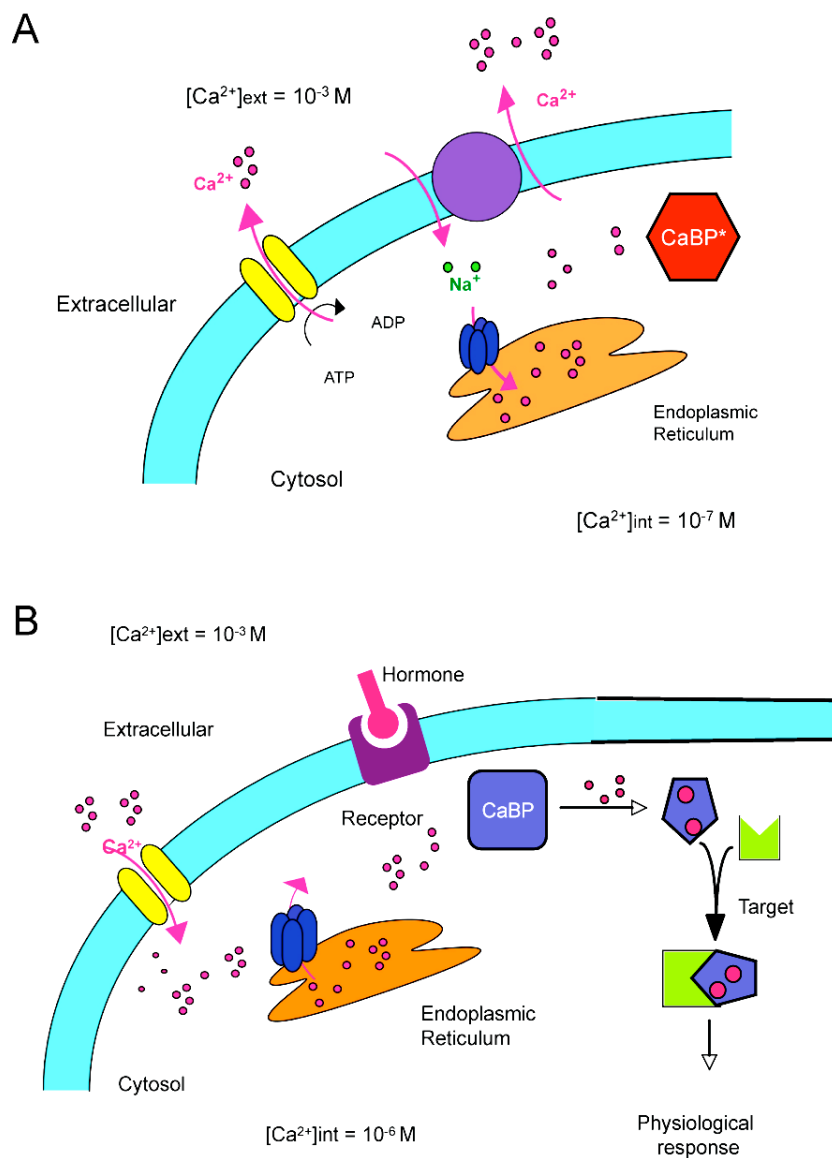 A
[Ca²⁺]ext = 10⁻³ M
Ca²⁺
Ca²⁺
CaBP*
Na⁺
Extracellular
ADP
ATP
Endoplasmic
Reticulum
Cytosol
[Ca²⁺]int = 10⁻⁷ M
B
[Ca²⁺]ext = 10⁻³ M
Hormone
Extracellular
CaBP
Receptor
Ca²⁺
Target
Endoplasmic
Reticulum
Cytosol
[Ca²⁺]int = 10⁻⁶ M
Physiological
response